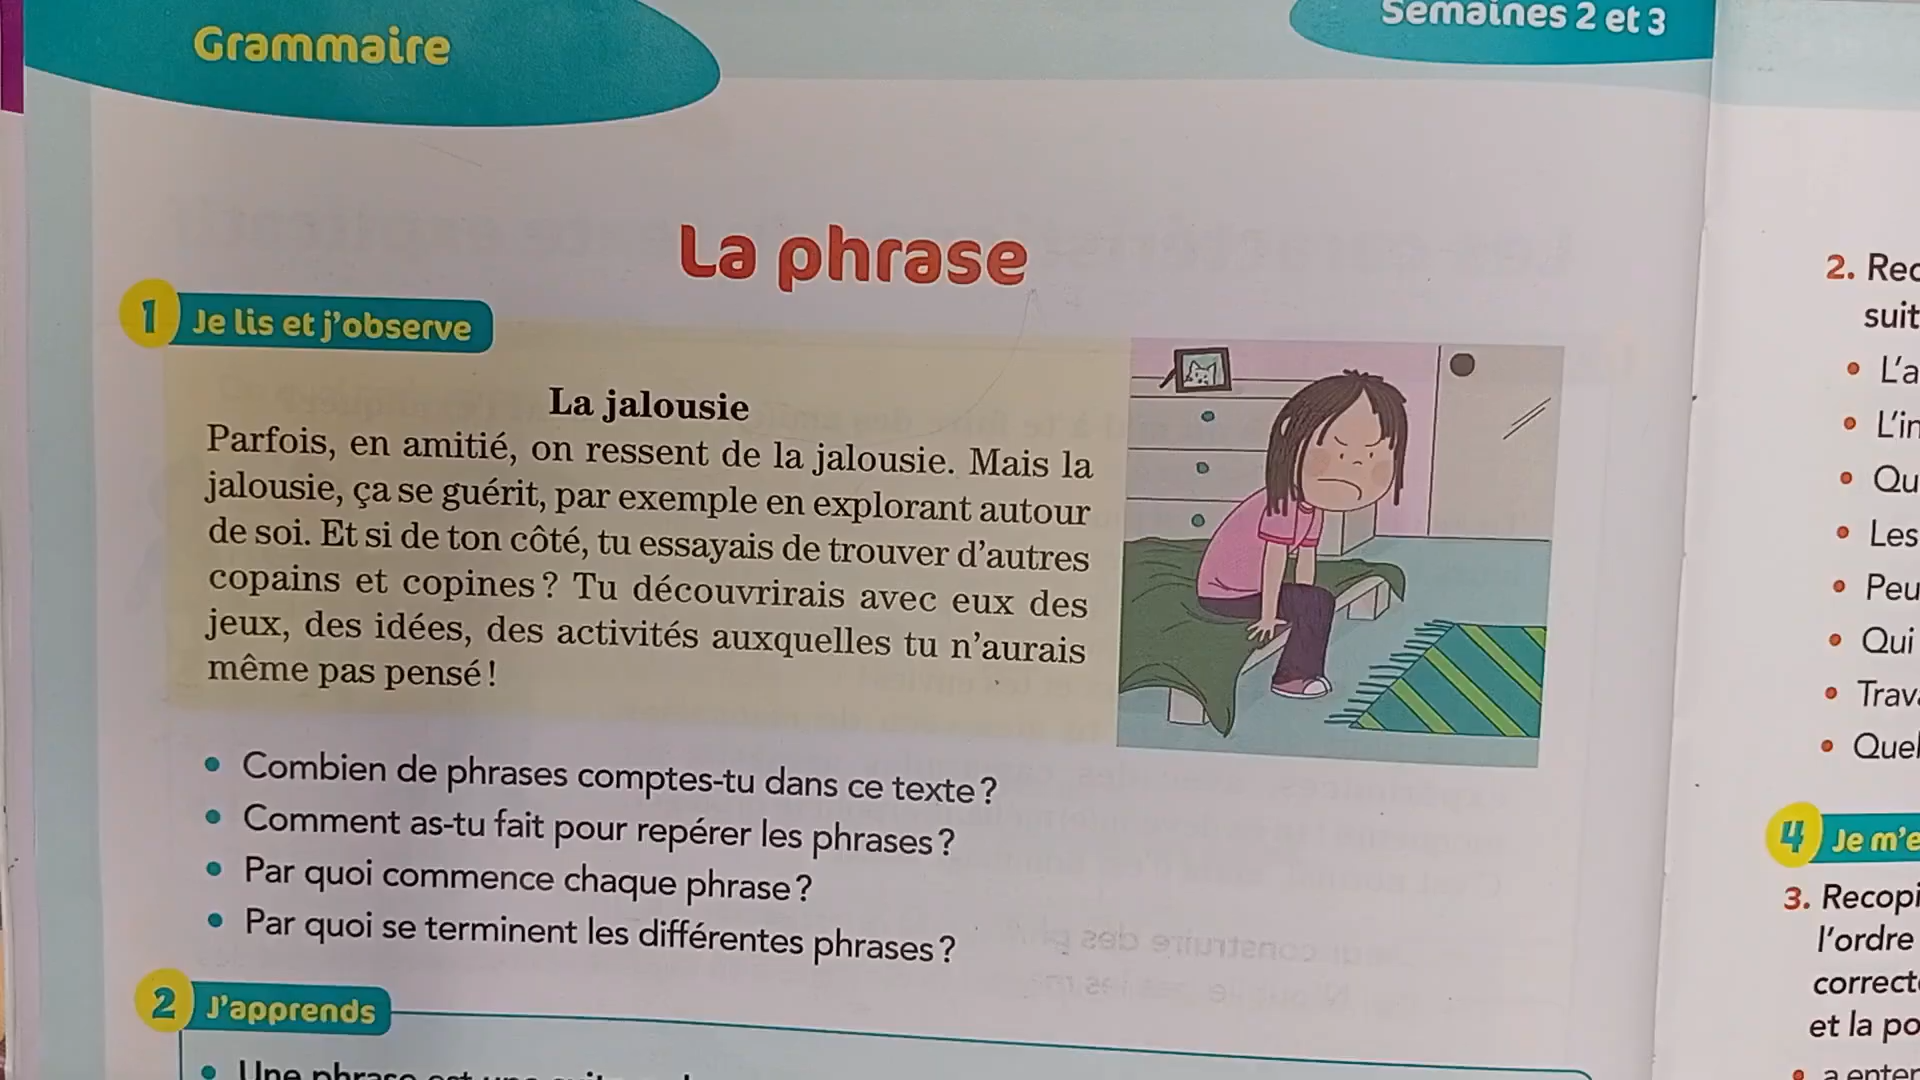 Grammaire
Semaines 2 et 3
La phrase
1 Je lis et j'observe
La jalousie
Parfois, en amitié, on ressent de la jalousie. Mais la
jalousie, ça se guérit, par exemple en explorant autour
de soi. Et si de ton côté, tu essayais de trouver d'autres
copains et copines ? Tu découvrirais avec eux des
jeux, des idées, des activités auxquelles tu n'aurais
même pas pensé !
• Combien de phrases comptes-tu dans ce texte ?
• Comment as-tu fait pour repérer les phrases ?
• Par quoi commence chaque phrase ?
• Par quoi se terminent les différentes phrases ?
2 J'apprends
• Une phrase est une
2. Rec
suit
• L'a
• L'in
• Qu
• Les
• Peu
• Qui
• Trav
• Quel
4 Je m'e
3. Recopi
l'ordre
correct
et la po
• a enter